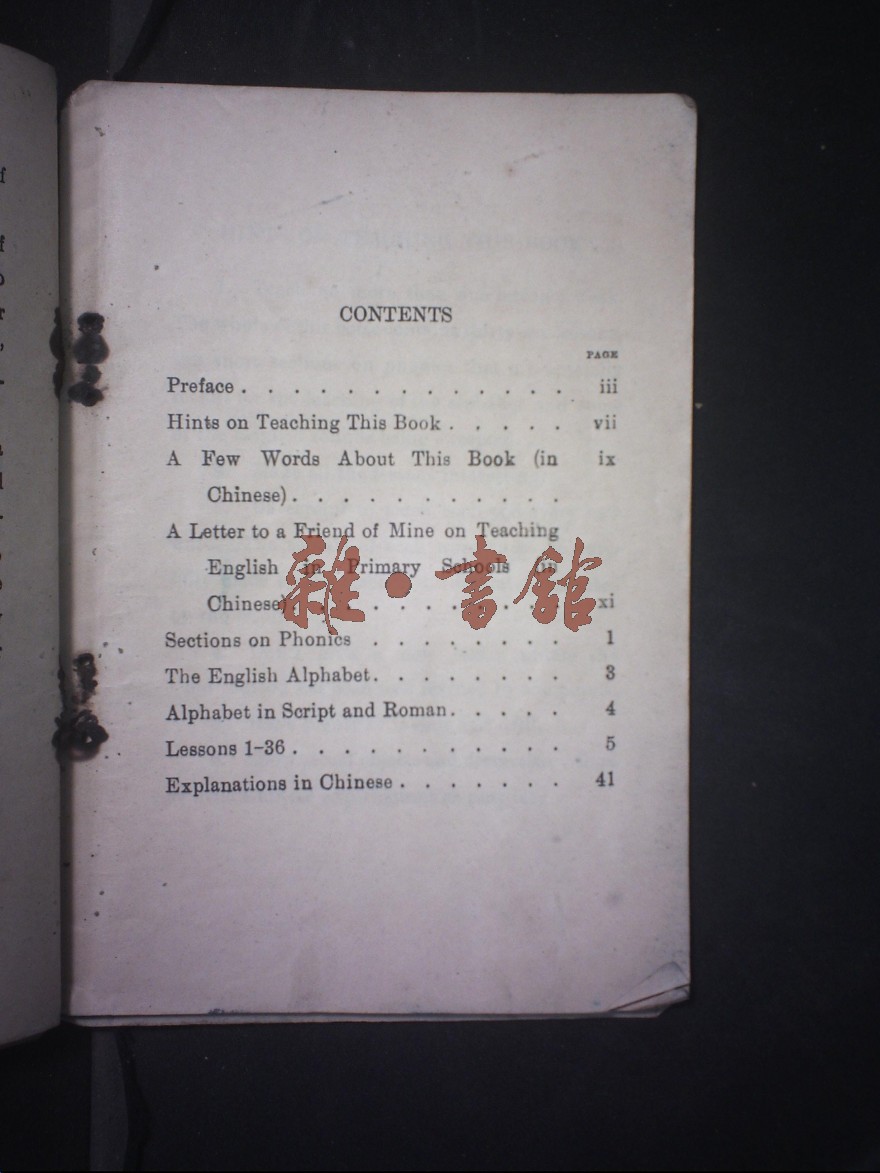 CONTENTS
PAGE
Preface . . . . . . . . . . . . . iii
Hints on Teaching This Book . . . . . vii
A Few Words About This Book (in ix
Chinese) . . . . . . . . . . .
A Letter to a Friend of Mine on Teaching
English in Primary Schools (in
Chinese) . . . . . . . . . xi
Sections on Phonics . . . . . . . . 1
The English Alphabet . . . . . . . . 3
Alphabet in Script and Roman . . . . . 4
Lessons 1-36 . . . . . . . . . . . 5
Explanations in Chinese . . . . . . . 41
雜·書館